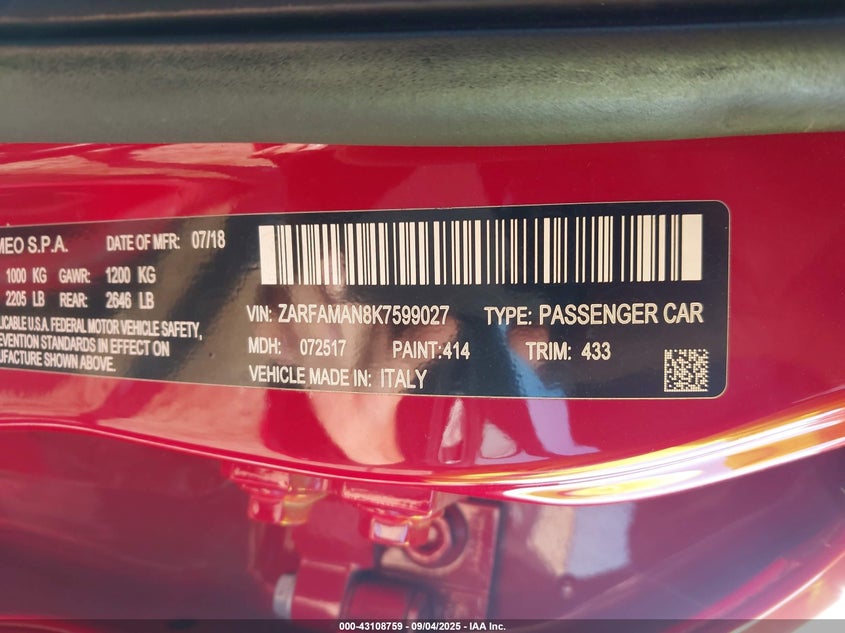 MEO S.P.A. DATE OF MFR: 07/18
1000 KG GAWR: 1200 KG
2205 LB REAR: 2646 LB
LICABLE U.S.A. FEDERAL MOTOR VEHICLE SAFETY,
EVENTION STANDARDS IN EFFECT ON
UFACTURE SHOWN ABOVE.
VIN: ZARFAMAN8K7599027 TYPE: PASSENGER CAR
MDH: 072517 PAINT:414 TRIM: 433
VEHICLE MADE IN: ITALY
000-43108759 - 09/04/2025 - IAA Inc.